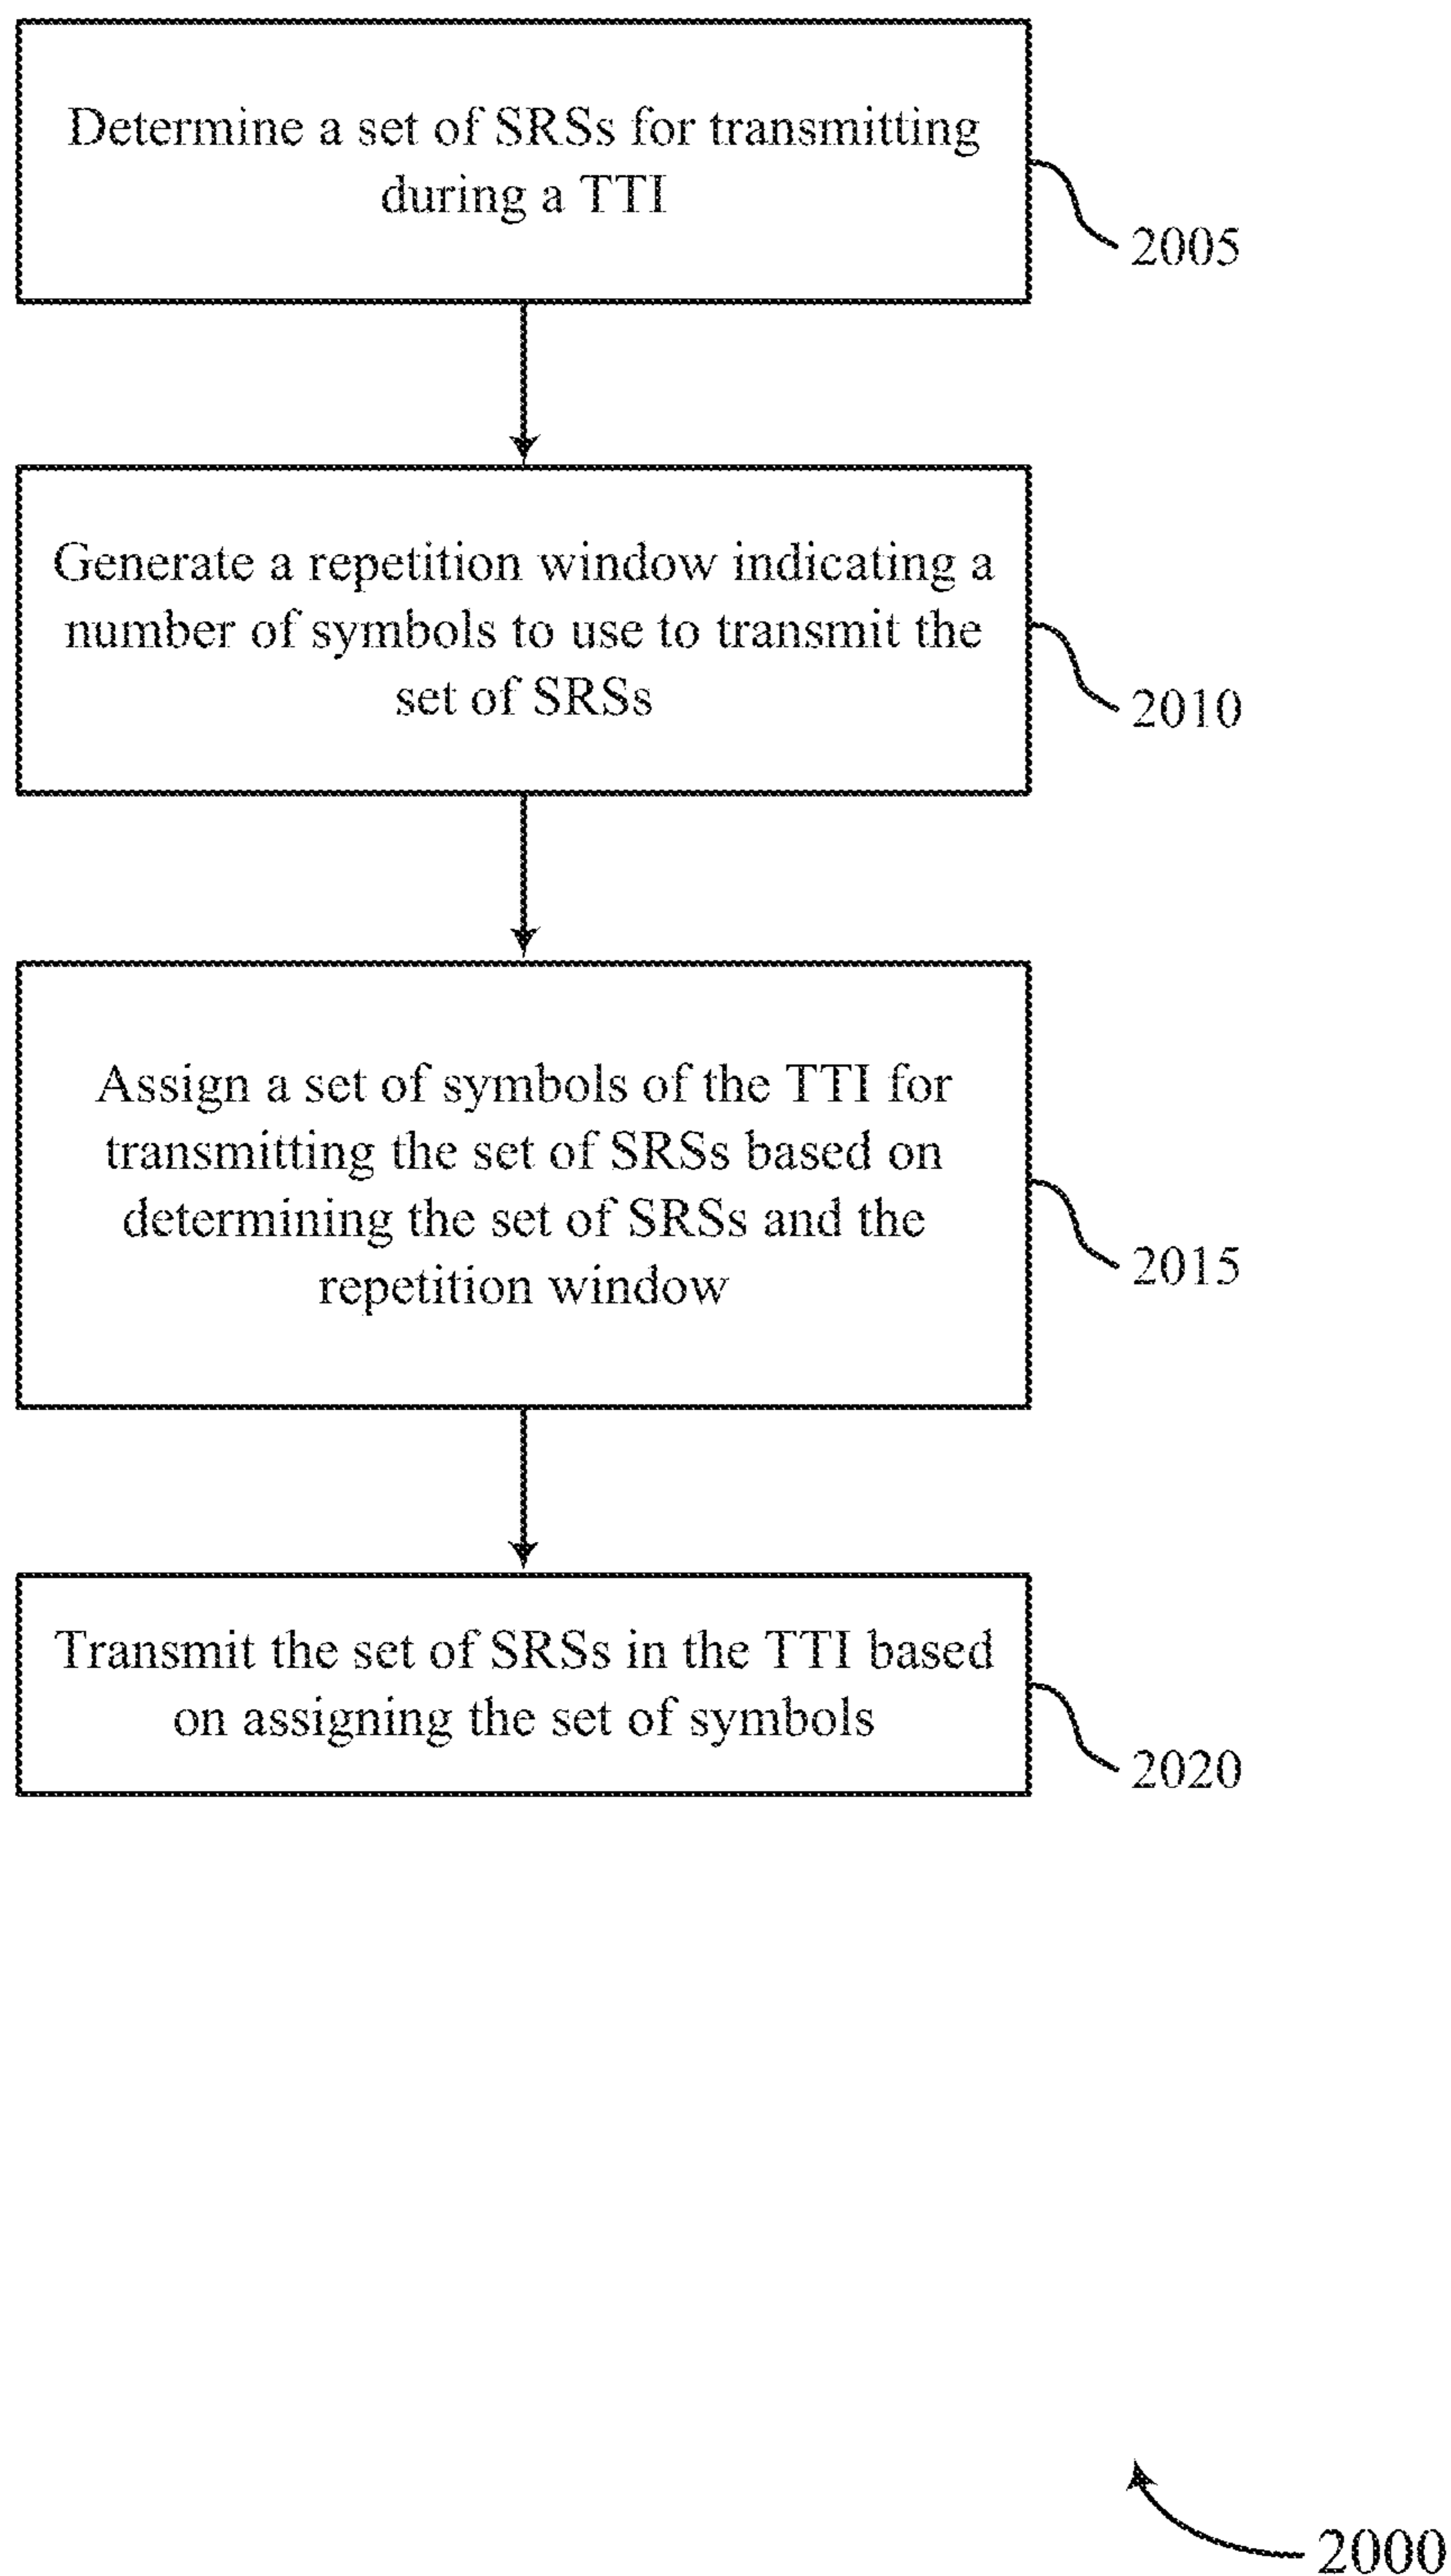 Determine a set of SRSs for transmitting
during a TTI
2005
Generate a repetition window indicating a
number of symbols to use to transmit the
set of SRSs
2010
Assign a set of symbols of the TTI for
transmitting the set of SRSs based on
determining the set of SRSs and the
repetition window
2015
Transmit the set of SRSs in the TTI based
on assigning the set of symbols
2020
2000